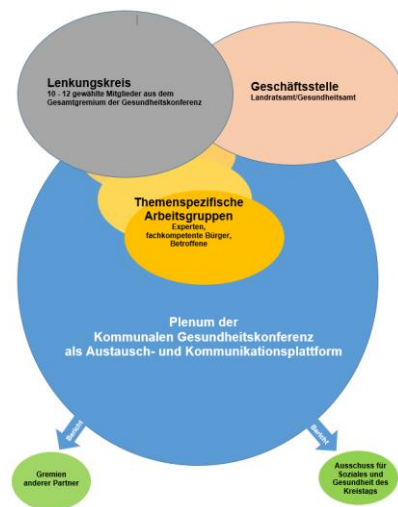 Lenkungskreis
10 - 12 gewählte Mitglieder aus dem
Gesamtgremium der Gesundheitskonferenz
Geschäftsstelle
Landratsamt/Gesundheitsamt
Themenspezifische
Arbeitsgruppen
Experten,
fachkompetente Bürger,
Betroffene
Plenum der
Kommunalen Gesundheitskonferenz
als Austausch- und Kommunikationsplattform
Bericht
Bericht
Gremien
anderer Partner
Ausschuss für
Soziales und
Gesundheit des
Kreistags